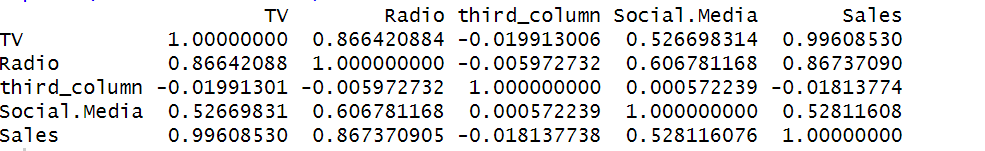 TV Radio third_column Social.Media Sales
TV 1.00000000 0.866420884 -0.019913006 0.526698314 0.99608530
Radio 0.86642088 1.000000000 -0.005972732 0.606781168 0.86737090
third_column -0.01991301 -0.005972732 1.000000000 0.000572239 -0.01813774
Social.Media 0.52669831 0.606781168 0.000572239 1.000000000 0.52811608
Sales 0.99608530 0.867370905 -0.018137738 0.528116076 1.00000000